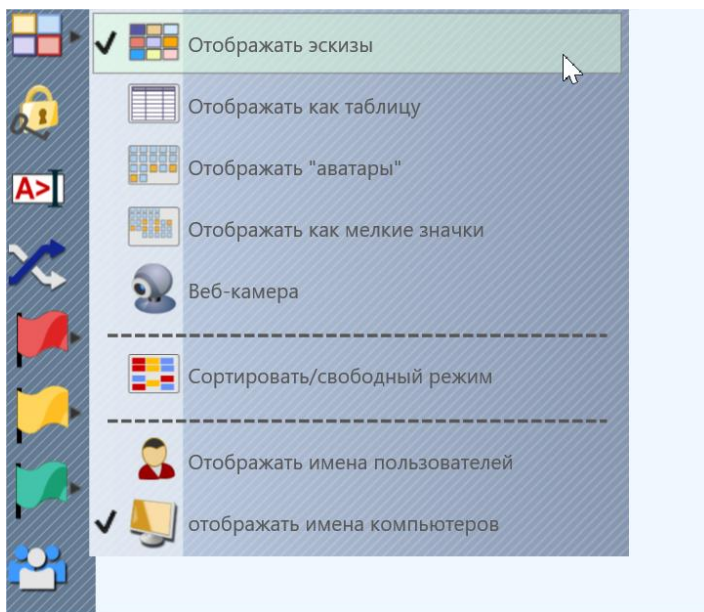 Отображать эскизы
Отображать как таблицу
A>
Отображать "аватары"
Отображать как мелкие значки
Веб-камера
Сортировать/свободный режим
Отображать имена пользователей
отображать имена компьютеров